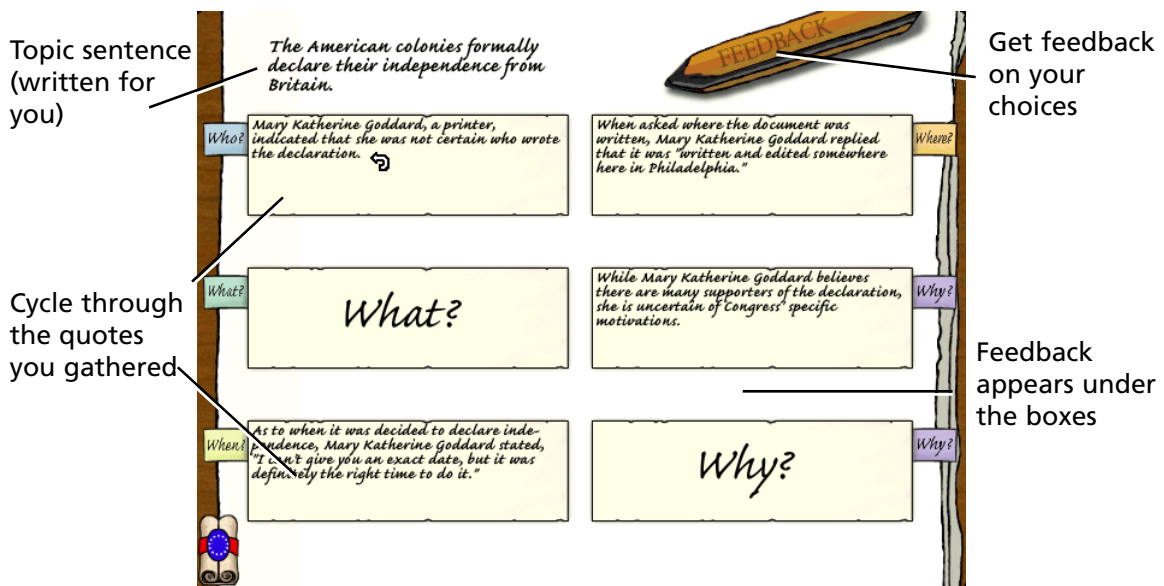 Topic sentence
(written for
you)
The American colonies formally
declare their independence from
Britain.
FEEDBACK
Get feedback
on your
choices
Who?
Mary Katherine Goddard, a printer,
indicated that she was not certain who wrote
the declaration.
When asked where the document was
written, Mary Katherine Goddard replied
that it was "written and edited somewhere
here in Philadelphia."
Where?
Cycle through
the quotes
you gathered
What?
What?
While Mary Katherine Goddard believes
there are many supporters of the declaration,
she is uncertain of Congress' specific
motivations.
Why?
Feedback
appears under
the boxes
When?
As to when it was decided to declare inde-
pendence, Mary Katherine Goddard stated,
"I can't give you an exact date, but it was
definitely the right time to do it."
Why?
Why?